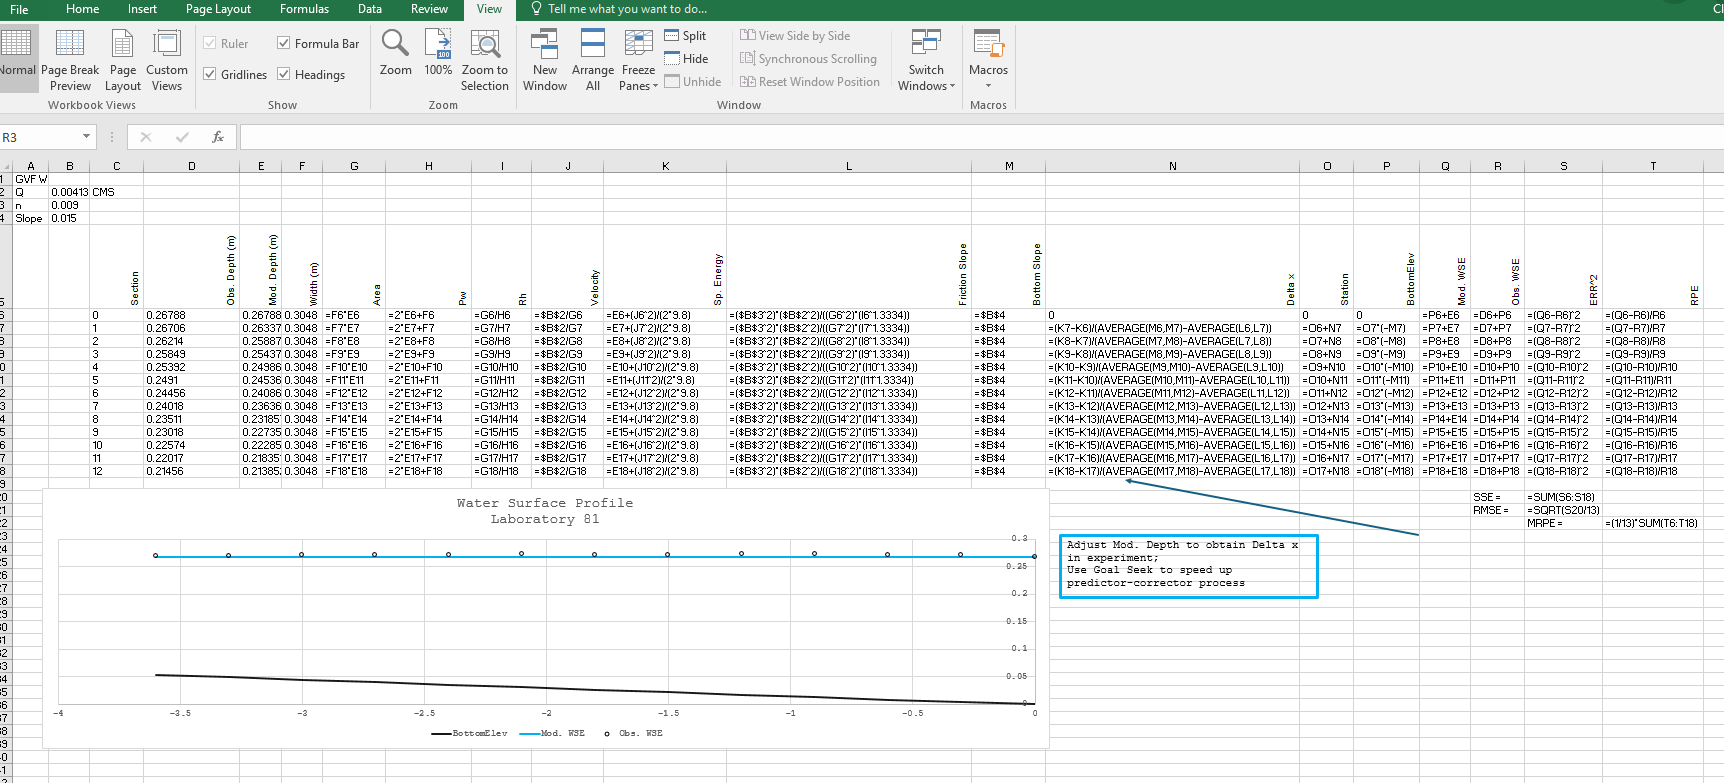 File Home Insert Page Layout Formulas Data Review View Tell me what you want to do...
Normal Page Break Preview Page Layout Custom Views
Workbook Views
Ruler Formula Bar
Gridlines Headings
Show
Zoom 100% Zoom to Selection
Zoom
New Window Arrange All Freeze Panes
Split
Hide
Unhide
View Side by Side
Synchronous Scrolling
Reset Window Position
Switch Windows
Window
Macros
Macros
R3 fx
A B C D E F G H I J K L M N O P Q R S T
GVF W
Q 0.00413 CMS
n 0.009
Slope 0.015
Section Obs. Depth (m) Mod. Depth (m) Width (m) Area Pw Rh Velocity Sp. Energy Friction Slope Bottom Slope Delta x Station BottomElev Mod. WSE Obs. WSE ERR^2 RPE
0 0.26788 0.26788 0.3048 =F6*E6 =2*E6+F6 =G6/H6 =$B$2/G6 =E6+(J6^2)/(2*9.8) =($B$3^2)*($B$2^2)/((G6^2)*(I6^1.3334)) =$B$4 0 0 0 =P6+E6 =D6+P6 =(Q6-R6)^2 =(Q6-R6)/R6
1 0.26706 0.26337 0.3048 =F7*E7 =2*E7+F7 =G7/H7 =$B$2/G7 =E7+(J7^2)/(2*9.8) =($B$3^2)*($B$2^2)/((G7^2)*(I7^1.3334)) =$B$4 =(K7-K6)/(AVERAGE(M6,M7)-AVERAGE(L6,L7)) =O6+N7 =O7*(-M7) =P7+E7 =D7+P7 =(Q7-R7)^2 =(Q7-R7)/R7
2 0.26214 0.25887 0.3048 =F8*E8 =2*E8+F8 =G8/H8 =$B$2/G8 =E8+(J8^2)/(2*9.8) =($B$3^2)*($B$2^2)/((G8^2)*(I8^1.3334)) =$B$4 =(K8-K7)/(AVERAGE(M7,M8)-AVERAGE(L7,L8)) =O7+N8 =O8*(-M8) =P8+E8 =D8+P8 =(Q8-R8)^2 =(Q8-R8)/R8
3 0.25849 0.25437 0.3048 =F9*E9 =2*E9+F9 =G9/H9 =$B$2/G9 =E9+(J9^2)/(2*9.8) =($B$3^2)*($B$2^2)/((G9^2)*(I9^1.3334)) =$B$4 =(K9-K8)/(AVERAGE(M8,M9)-AVERAGE(L8,L9)) =O8+N9 =O9*(-M9) =P9+E9 =D9+P9 =(Q9-R9)^2 =(Q9-R9)/R9
4 0.25392 0.24986 0.3048 =F10*E10 =2*E10+F10 =G10/H10 =$B$2/G10 =E10+(J10^2)/(2*9.8) =($B$3^2)*($B$2^2)/((G10^2)*(I10^1.3334)) =$B$4 =(K10-K9)/(AVERAGE(M9,M10)-AVERAGE(L9,L10)) =O9+N10 =O10*(-M10) =P10+E10 =D10+P10 =(Q10-R10)^2 =(Q10-R10)/R10
5 0.2491 0.24536 0.3048 =F11*E11 =2*E11+F11 =G11/H11 =$B$2/G11 =E11+(J11^2)/(2*9.8) =($B$3^2)*($B$2^2)/((G11^2)*(I11^1.3334)) =$B$4 =(K11-K10)/(AVERAGE(M10,M11)-AVERAGE(L10,L11)) =O10+N11 =O11*(-M11) =P11+E11 =D11+P11 =(Q11-R11)^2 =(Q11-R11)/R11
6 0.24456 0.24086 0.3048 =F12*E12 =2*E12+F12 =G12/H12 =$B$2/G12 =E12+(J12^2)/(2*9.8) =($B$3^2)*($B$2^2)/((G12^2)*(I12^1.3334)) =$B$4 =(K12-K11)/(AVERAGE(M11,M12)-AVERAGE(L11,L12)) =O11+N12 =O12*(-M12) =P12+E12 =D12+P12 =(Q12-R12)^2 =(Q12-R12)/R12
7 0.24018 0.23636 0.3048 =F13*E13 =2*E13+F13 =G13/H13 =$B$2/G13 =E13+(J13^2)/(2*9.8) =($B$3^2)*($B$2^2)/((G13^2)*(I13^1.3334)) =$B$4 =(K13-K12)/(AVERAGE(M12,M13)-AVERAGE(L12,L13)) =O12+N13 =O13*(-M13) =P13+E13 =D13+P13 =(Q13-R13)^2 =(Q13-R13)/R13
8 0.23511 0.23185 0.3048 =F14*E14 =2*E14+F14 =G14/H14 =$B$2/G14 =E14+(J14^2)/(2*9.8) =($B$3^2)*($B$2^2)/((G14^2)*(I14^1.3334)) =$B$4 =(K14-K13)/(AVERAGE(M13,M14)-AVERAGE(L13,L14)) =O13+N14 =O14*(-M14) =P14+E14 =D14+P14 =(Q14-R14)^2 =(Q14-R14)/R14
9 0.23018 0.22735 0.3048 =F15*E15 =2*E15+F15 =G15/H15 =$B$2/G15 =E15+(J15^2)/(2*9.8) =($B$3^2)*($B$2^2)/((G15^2)*(I15^1.3334)) =$B$4 =(K15-K14)/(AVERAGE(M14,M15)-AVERAGE(L14,L15)) =O14+N15 =O15*(-M15) =P15+E15 =D15+P15 =(Q15-R15)^2 =(Q15-R15)/R15
10 0.22574 0.22285 0.3048 =F16*E16 =2*E16+F16 =G16/H16 =$B$2/G16 =E16+(J16^2)/(2*9.8) =($B$3^2)*($B$2^2)/((G16^2)*(I16^1.3334)) =$B$4 =(K16-K15)/(AVERAGE(M15,M16)-AVERAGE(L15,L16)) =O15+N16 =O16*(-M16) =P16+E16 =D16+P16 =(Q16-R16)^2 =(Q16-R16)/R16
11 0.22017 0.21835 0.3048 =F17*E17 =2*E17+F17 =G17/H17 =$B$2/G17 =E17+(J17^2)/(2*9.8) =($B$3^2)*($B$2^2)/((G17^2)*(I17^1.3334)) =$B$4 =(K17-K16)/(AVERAGE(M16,M17)-AVERAGE(L16,L17)) =O16+N17 =O17*(-M17) =P17+E17 =D17+P17 =(Q17-R17)^2 =(Q17-R17)/R17
12 0.21456 0.21385 0.3048 =F18*E18 =2*E18+F18 =G18/H18 =$B$2/G18 =E18+(J18^2)/(2*9.8) =($B$3^2)*($B$2^2)/((G18^2)*(I18^1.3334)) =$B$4 =(K18-K17)/(AVERAGE(M17,M18)-AVERAGE(L17,L18)) =O17+N18 =O18*(-M18) =P18+E18 =D18+P18 =(Q18-R18)^2 =(Q18-R18)/R18
SSE = =SUM(S6:S18)
RMSE = =SQRT(S20/13)
MRPE = =(1/13)*SUM(T6:T18)
Water Surface Profile
Laboratory 81
0.3
0.25
0.2
0.15
0.1
0.05
0
-4 -3.5 -3 -2.5 -2 -1.5 -1 -0.5 0
BottomElev Mod. WSE Obs. WSE
Adjust Mod. Depth to obtain Delta x
in experiment;
Use Goal Seek to speed up
predictor-corrector process